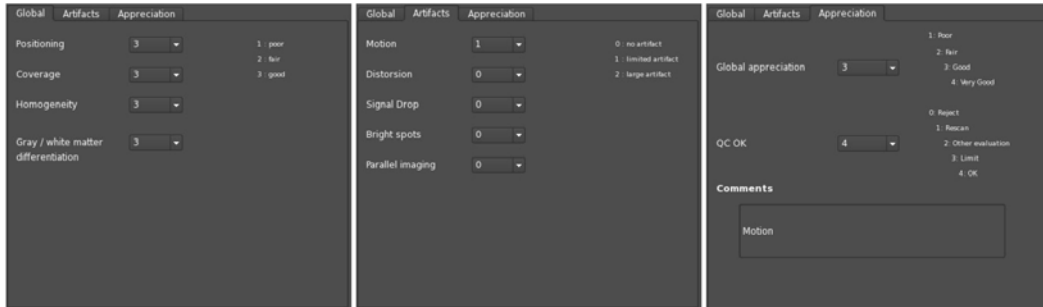 Global Artifacts Appreciation
Positioning 3
1 : poor
2 : fair
3 : good
Coverage 3
Homogeneity 3
Gray / white matter
differentiation 3
Global Artifacts Appreciation
Motion 1
0 : no artifact
1 : limited artifact
2 : large artifact
Distorsion 0
Signal Drop 0
Bright spots 0
Parallel imaging 0
Global Artifacts Appreciation
1: Poor
2: Fair
3: Good
4: Very Good
Global appreciation 3
0: Reject
1: Rescan
2: Other evaluation
3: Limit
4: OK
QC OK 4
Comments
Motion